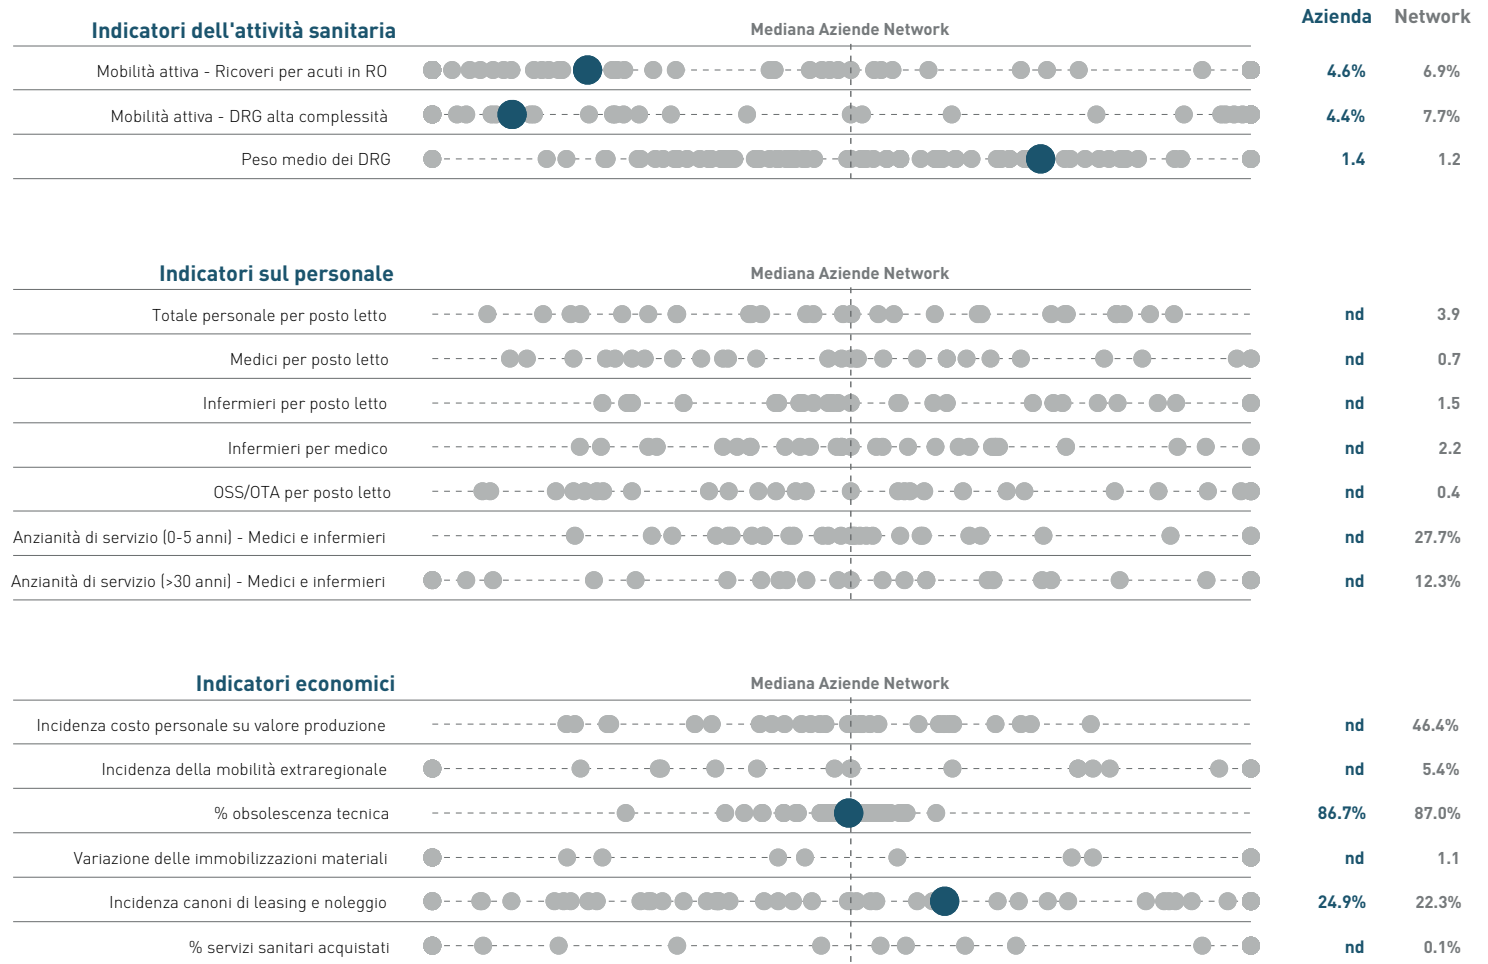 Azienda Network
Indicatori dell'attività sanitaria Mediana Aziende Network
Mobilità attiva - Ricoveri per acuti in RO 4.6% 6.9%
Mobilità attiva - DRG alta complessità 4.4% 7.7%
Peso medio dei DRG 1.4 1.2
Indicatori sul personale Mediana Aziende Network
Totale personale per posto letto nd 3.9
Medici per posto letto nd 0.7
Infermieri per posto letto nd 1.5
Infermieri per medico nd 2.2
OSS/OTA per posto letto nd 0.4
Anzianità di servizio (0-5 anni) - Medici e infermieri nd 27.7%
Anzianità di servizio (>30 anni) - Medici e infermieri nd 12.3%
Indicatori economici Mediana Aziende Network
Incidenza costo personale su valore produzione nd 46.4%
Incidenza della mobilità extraregionale nd 5.4%
% obsolescenza tecnica 86.7% 87.0%
Variazione delle immobilizzazioni materiali nd 1.1
Incidenza canoni di leasing e noleggio 24.9% 22.3%
% servizi sanitari acquistati nd 0.1%